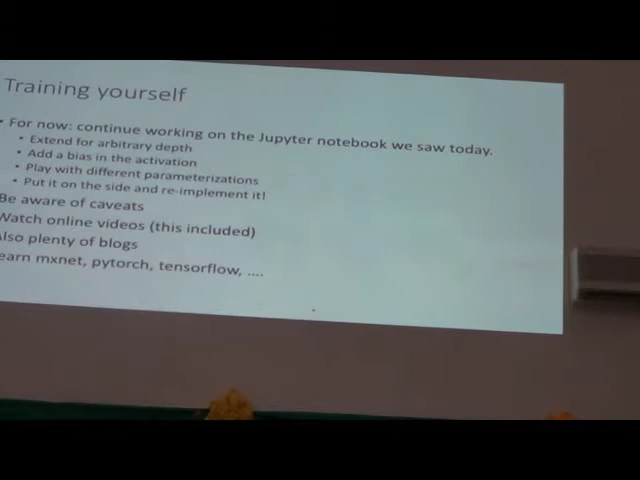 Training yourself
• For now: continue working on the Jupyter notebook we saw today.
• Extend for arbitrary depth
• Add a bias in the activation
• Play with different parameterizations
• Put it on the side and re-implement it!
Be aware of caveats
Watch online videos (this included)
Also plenty of blogs
earn mxnet, pytorch, tensorflow, ....